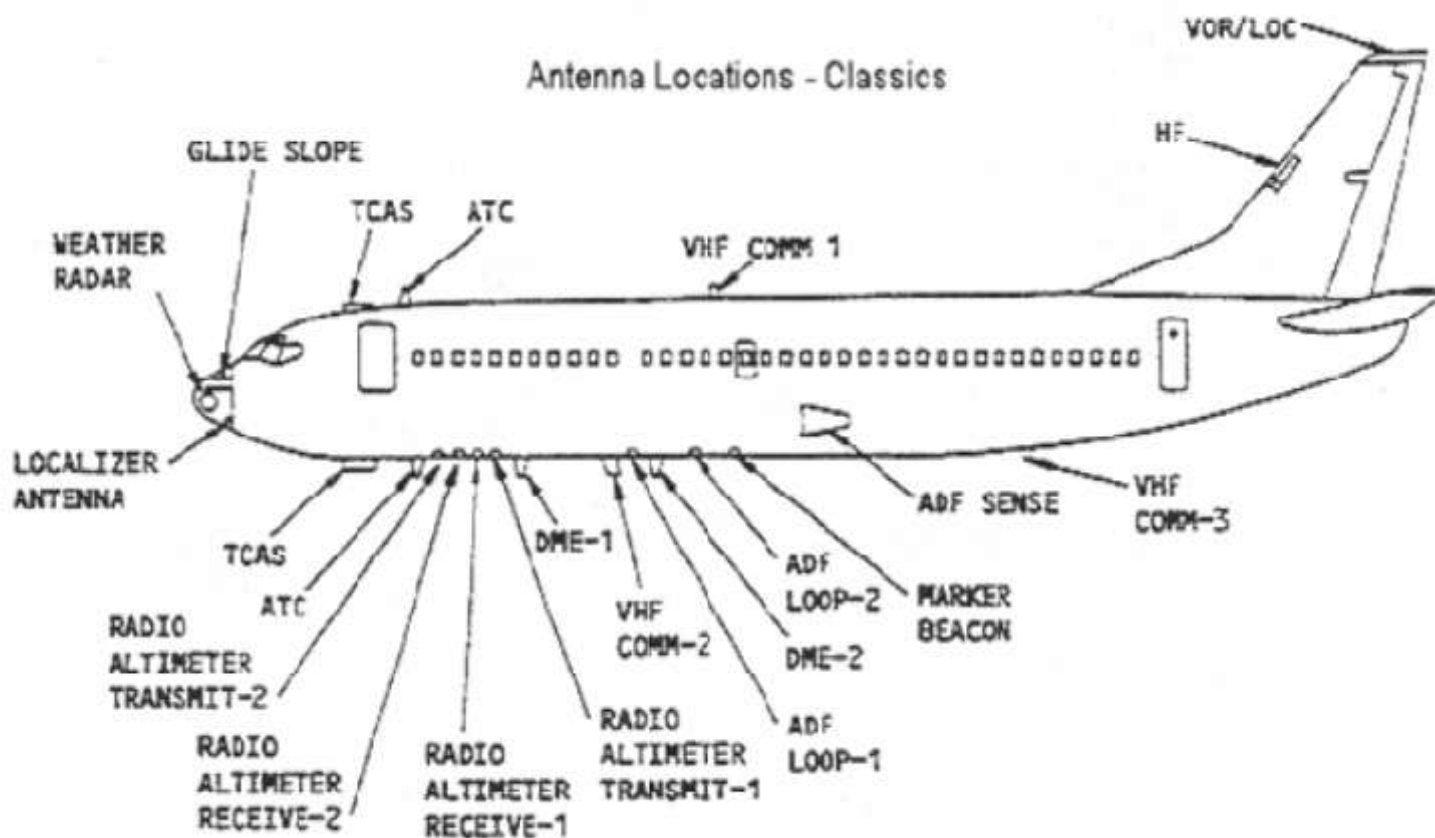 VOR/LOC
Antenna Locations - Classics
HF
GLIDE SLOPE
TCAS
ATC
WEATHER
RADAR
VHF COMM 1
LOCALIZER
ANTENNA
ADF SENSE
VHF
COMM-3
TCAS
DME-1
ATC
ADF
LOOP-2
MARKER
BEACON
VHF
COMM-2
DME-2
RADIO
ALTIMETER
TRANSMIT-2
RADIO
ALTIMETER
RECEIVE-2
RADIO
ALTIMETER
RECEIVE-1
RADIO
ALTIMETER
TRANSMIT-1
ADF
LOOP-1